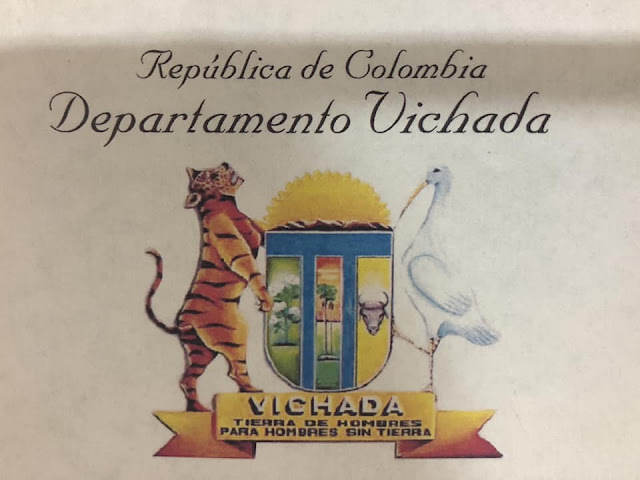 República de Colombia
Departamento Vichada
VICHADA
TIERRA DE HOMBRES
PARA HOMBRES SIN TIERRA